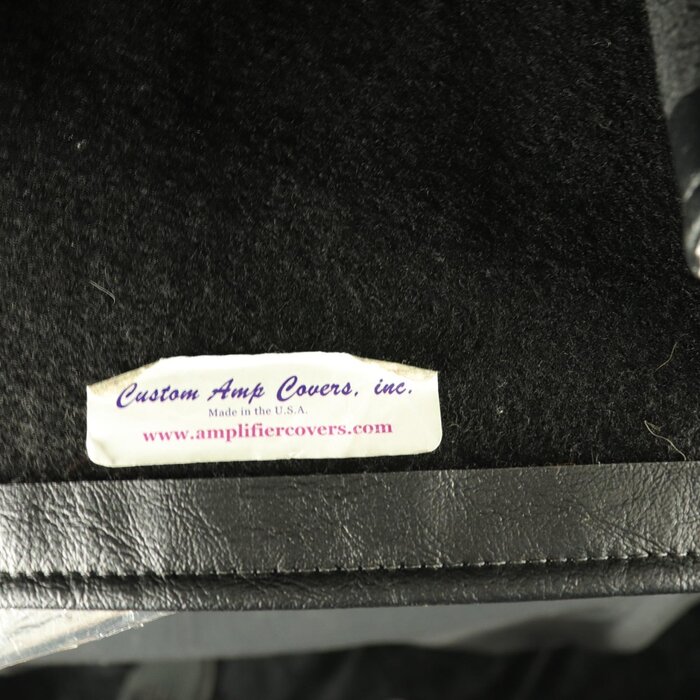 Custom Amp Covers, inc.
Made in the U.S.A.
www.amplifiercovers.com